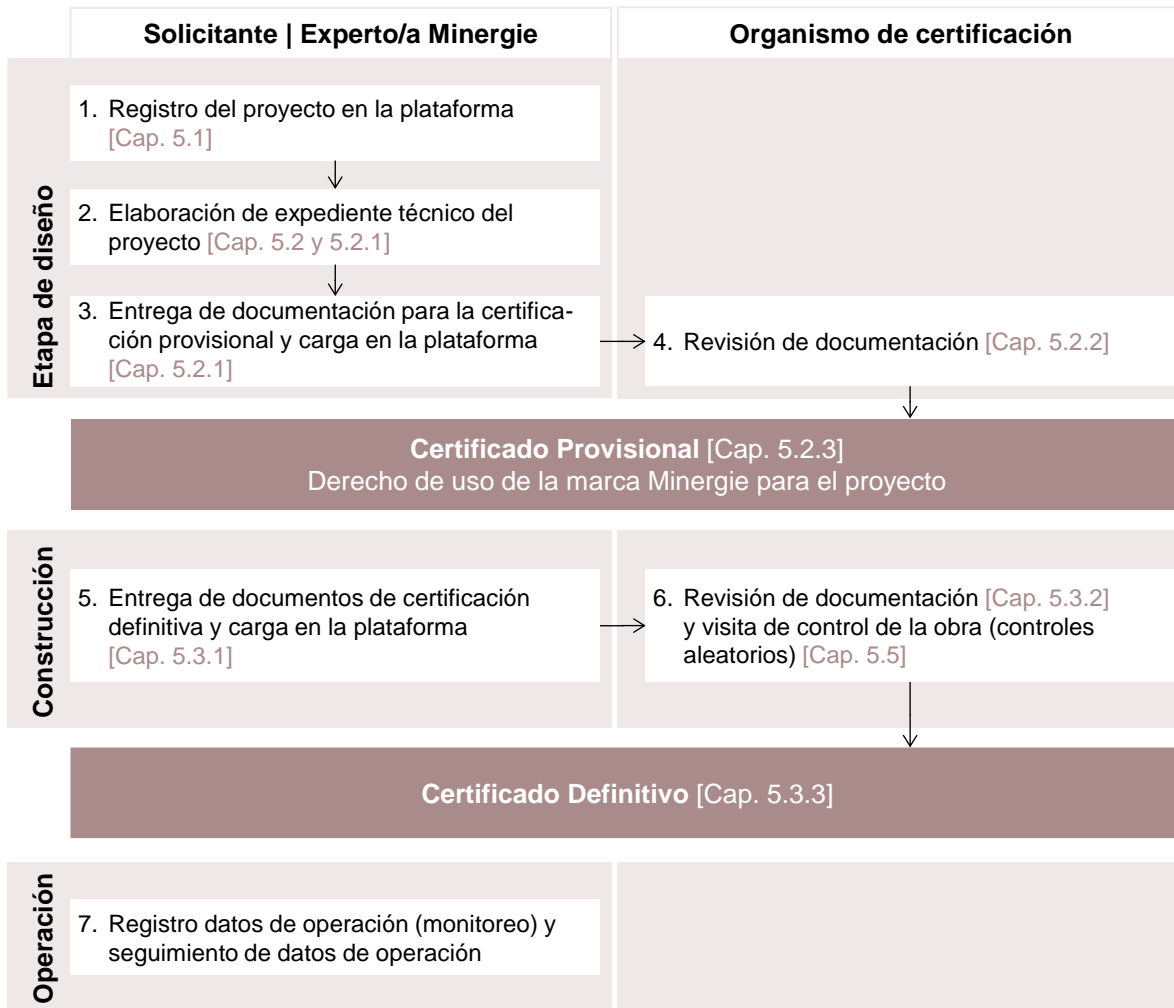 Solicitante | Experto/a Minergie
Organismo de certificación
Etapa de diseño
1. Registro del proyecto en la plataforma
[Cap. 5.1]
2. Elaboración de expediente técnico del
proyecto [Cap. 5.2 y 5.2.1]
3. Entrega de documentación para la certifica-
ción provisional y carga en la plataforma
[Cap. 5.2.1]
4. Revisión de documentación [Cap. 5.2.2]
Certificado Provisional [Cap. 5.2.3]
Derecho de uso de la marca Minergie para el proyecto
Construcción
5. Entrega de documentos de certificación
definitiva y carga en la plataforma
[Cap. 5.3.1]
6. Revisión de documentación [Cap. 5.3.2]
y visita de control de la obra (controles
aleatorios) [Cap. 5.5]
Certificado Definitivo [Cap. 5.3.3]
Operación
7. Registro datos de operación (monitoreo) y
seguimiento de datos de operación